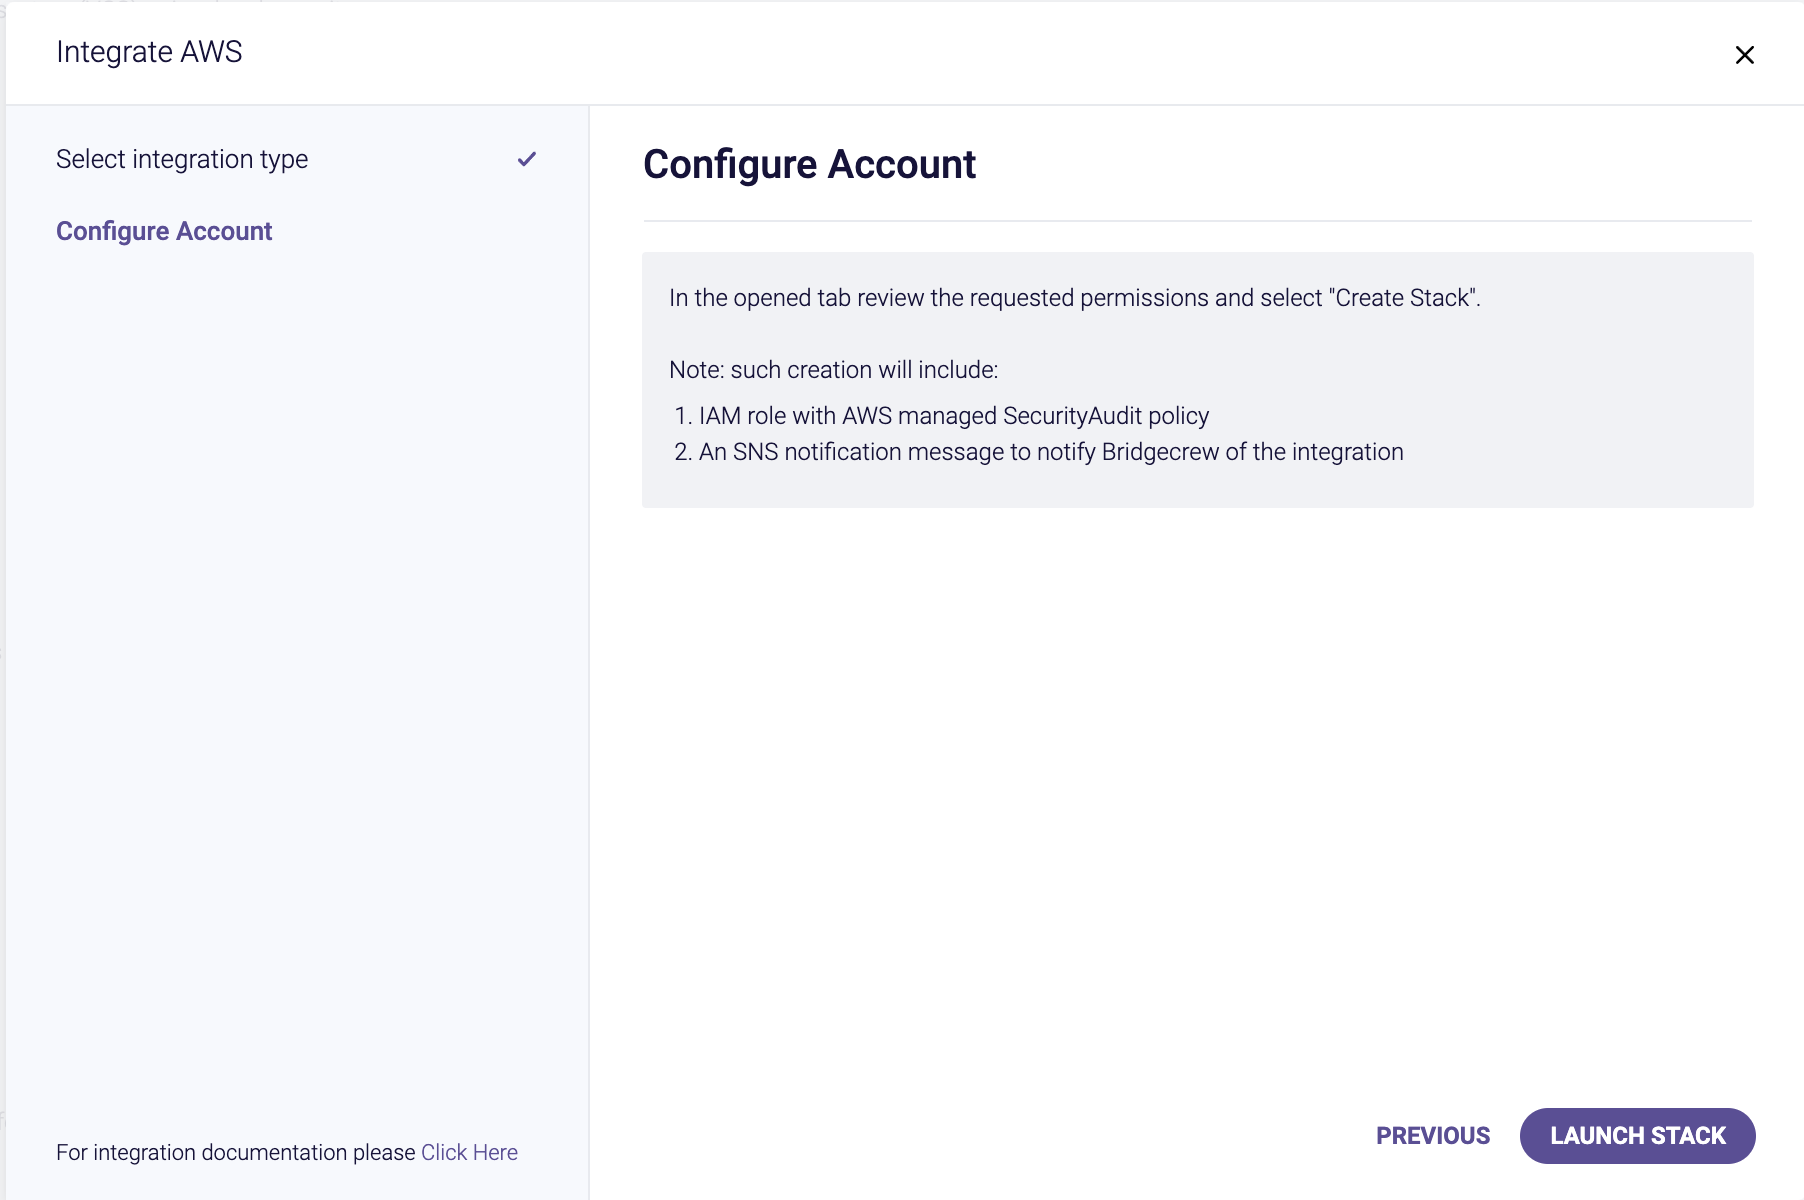 Integrate AWS
Select integration type
Configure Account
For integration documentation please Click Here
Configure Account
In the opened tab review the requested permissions and select "Create Stack".
Note: such creation will include:
1. IAM role with AWS managed SecurityAudit policy
2. An SNS notification message to notify Bridgecrew of the integration
PREVIOUS
LAUNCH STACK